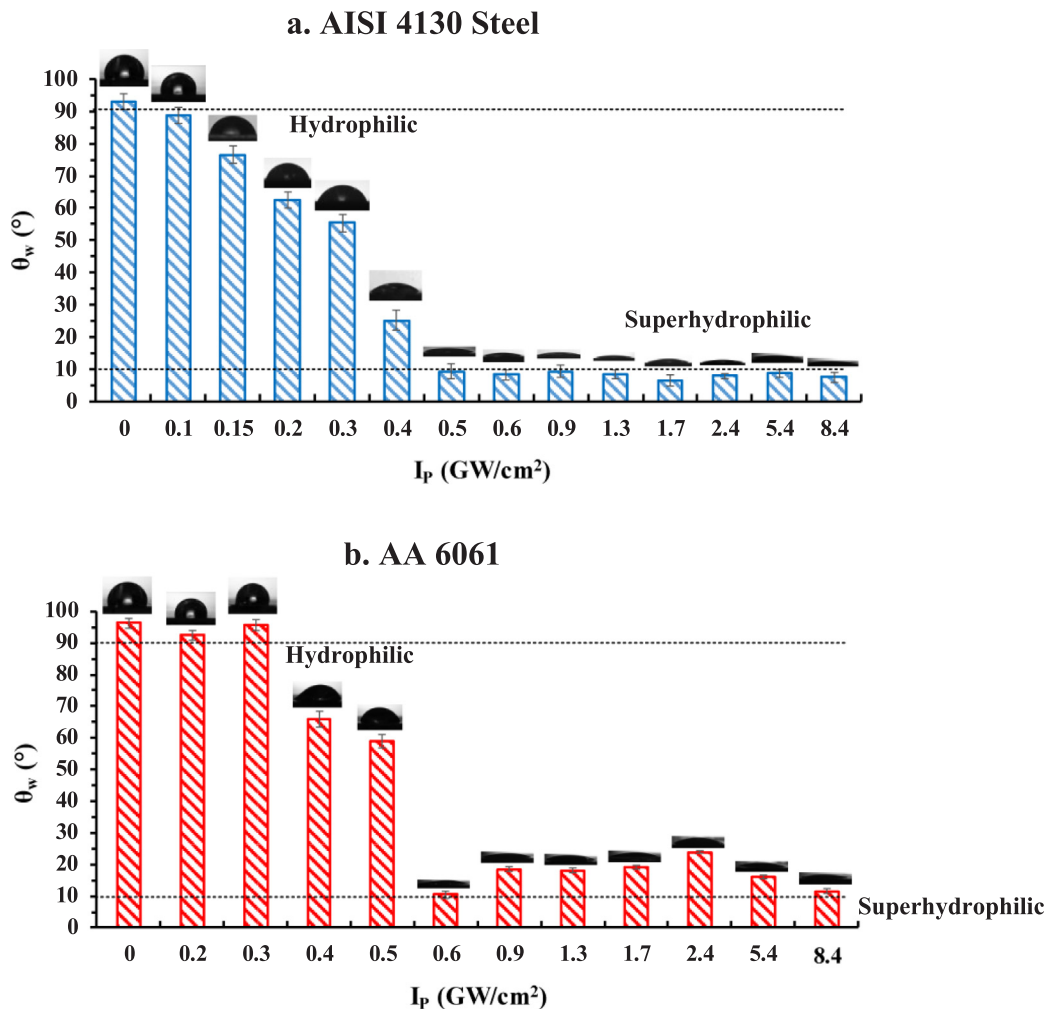 a. AISI 4130 Steel
100
90
80
70
60
50
40
30
20
10
0
θw (°)
Hydrophilic
Superhydrophilic
0 0.1 0.15 0.2 0.3 0.4 0.5 0.6 0.9 1.3 1.7 2.4 5.4 8.4
IP (GW/cm²)
b. AA 6061
100
90
80
70
60
50
40
30
20
10
0
θw (°)
Hydrophilic
Superhydrophilic
0 0.2 0.3 0.4 0.5 0.6 0.9 1.3 1.7 2.4 5.4 8.4
IP (GW/cm²)